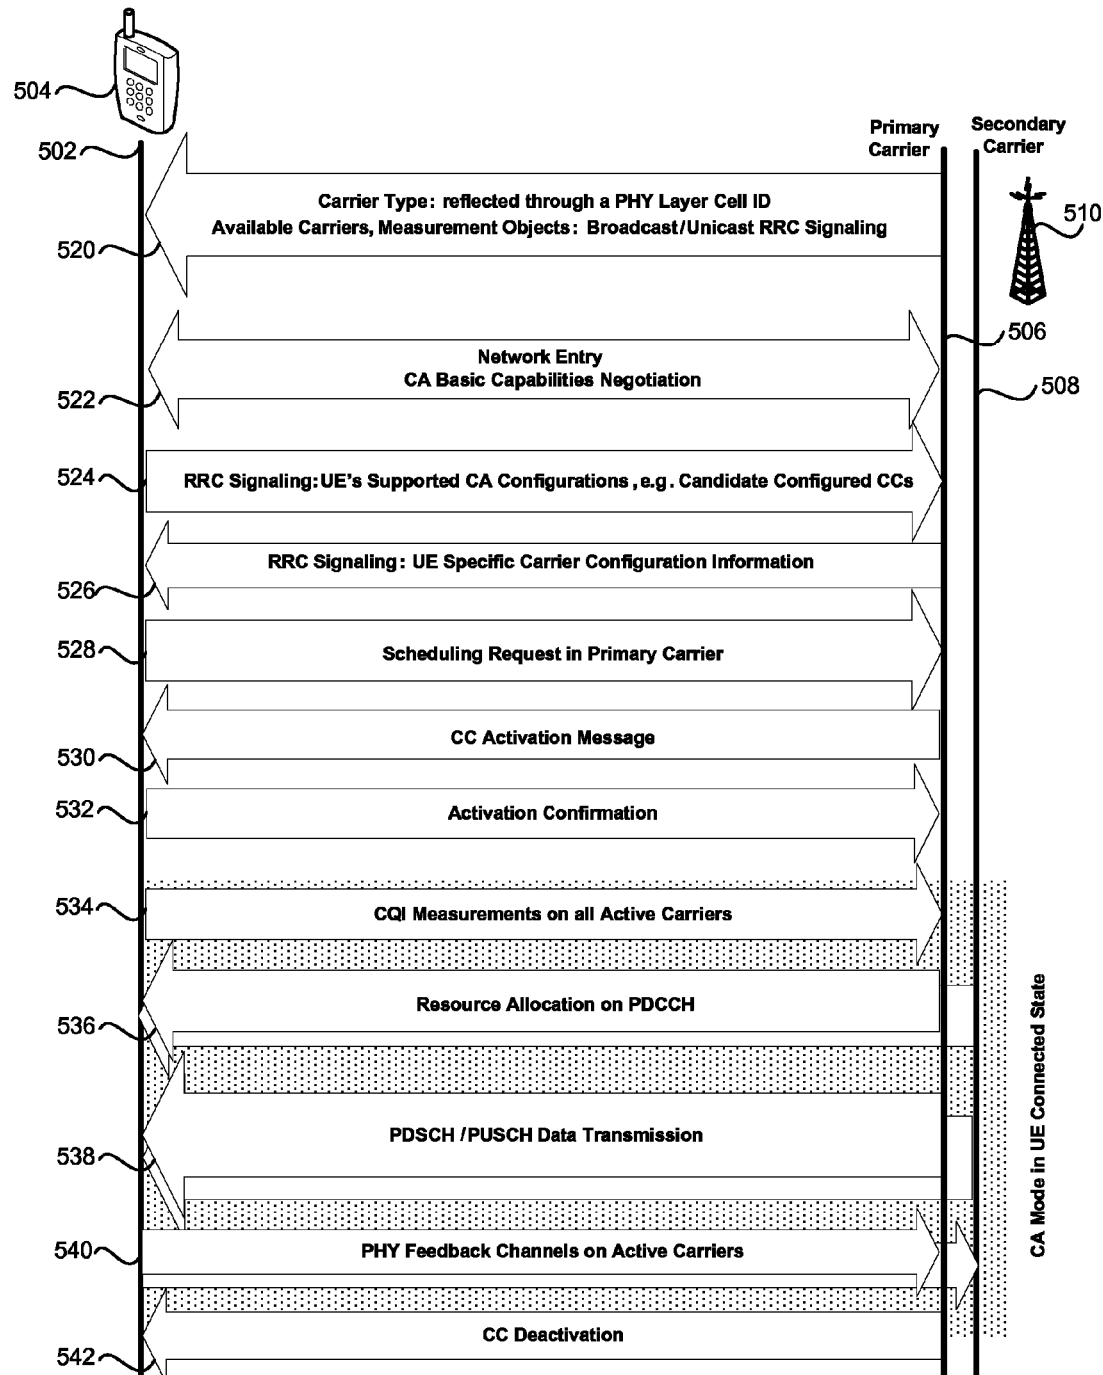 504
502
Primary
Carrier
Secondary
Carrier
510
Carrier Type: reflected through a PHY Layer Cell ID
Available Carriers, Measurement Objects: Broadcast/Unicast RRC Signaling
520
506
Network Entry
CA Basic Capabilities Negotiation
508
522
524
RRC Signaling: UE's Supported CA Configurations, e.g. Candidate Configured CCs
RRC Signaling: UE Specific Carrier Configuration Information
526
528
Scheduling Request in Primary Carrier
CC Activation Message
530
532
Activation Confirmation
534
CQI Measurements on all Active Carriers
Resource Allocation on PDCCH
536
PDSCH /PUSCH Data Transmission
538
CA Mode in UE Connected State
540
PHY Feedback Channels on Active Carriers
CC Deactivation
542